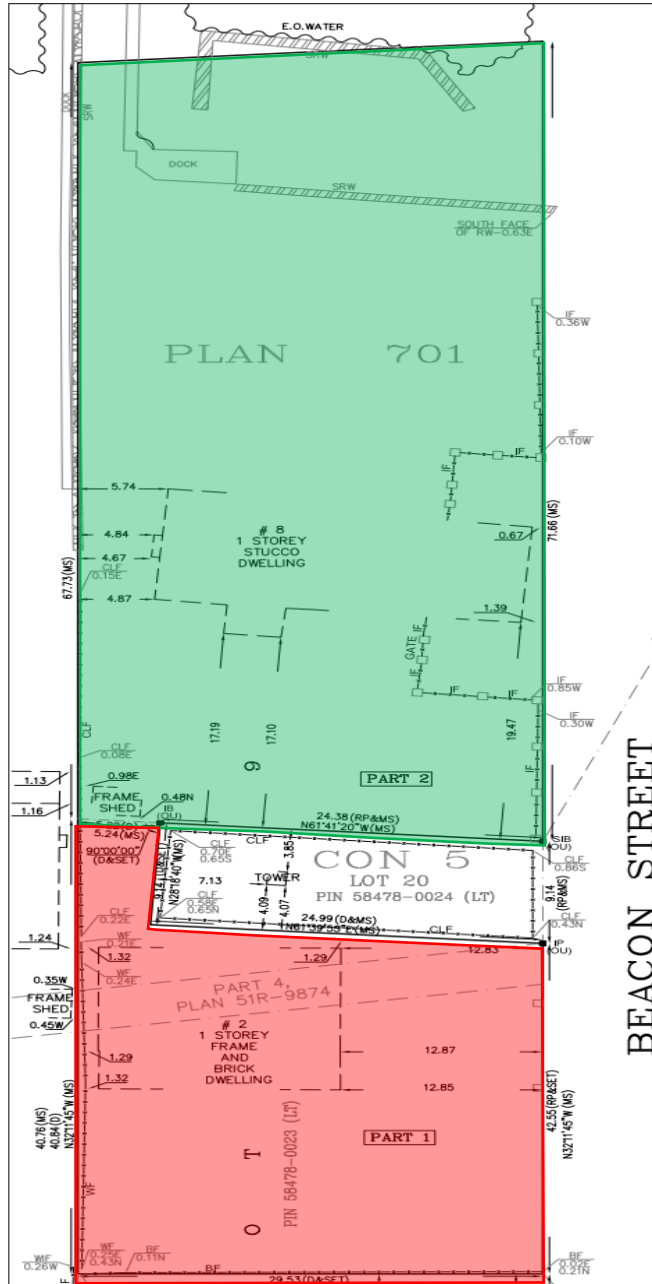 E.O.WATER
SRW
DOCK
SRW
DOCK
SRW
SOUTH FACE
OF RW-0.63E
IF
0.36W
PLAN 701
IF
0.10W
IF
IF
5.74
4.84
4.67
4.87
# 8
1 STOREY
STUCCO
DWELLING
0.67
71.66(MS)
67.73(MS)
CLF
0.15E
1.39
GATE IF
IF
IF
0.85W
IF
0.30W
IF
17.19
17.10
19.47
CLF
CLF
0.08E
9
PART 2
1.13
1.16
0.98E
FRAME
SHED
0.48N
IB
(OU)
24.38(RP&MS)
N61°41'20"W(MS)
SIB
(OU)
5.24(MS)
90°00'00"
(D&SET)
9.14(D&SET)
N28°18'40"W(MS)
CLF
0.70E
0.65S
CLF
3.85
CON 5
LOT 20
PIN 58478-0024 (LT)
TOWER
7.13
4.09
4.07
CLF
0.86S
9.14
(RP&MS)
CLF
0.58E
0.65N
24.99(D&MS)
N61°39'55"E(MS)
CLF
CLF
0.43N
IP
(OU)
CLF
0.22E
WF
0.21E
WF
0.24E
1.24
1.32
1.29
12.83
0.35W
FRAME
SHED
0.45W
PART 4,
PLAN 51R-9874
# 2
1 STOREY
FRAME
AND
BRICK
DWELLING
12.87
12.85
1.29
1.32
BEACON STREET
40.76(MS)
40.84(D)
N32°11'45"W (MS)
42.55(RP&SET)
N32°11'45"W (MS)
PART 1
PIN 58478-0023 (LT)
O T
WF
WIF
0.26W
WF
0.25E
0.43N
BF
0.11N
BF
BF
0.02E
0.21N
29.53(D&SET)